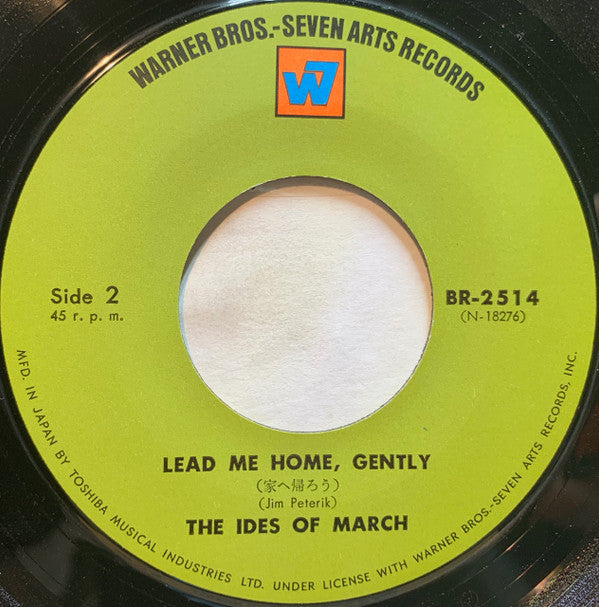 WARNER BROS.-SEVEN ARTS RECORDS
W7
Side 2
45 r. p. m.
BR-2514
(N-18276)
LEAD ME HOME, GENTLY
(家へ帰ろう)
(Jim Peterik)
THE IDES OF MARCH
MFD. IN JAPAN BY TOSHIBA MUSICAL INDUSTRIES LTD. UNDER LICENSE WITH WARNER BROS.-SEVEN ARTS RECORDS, INC.